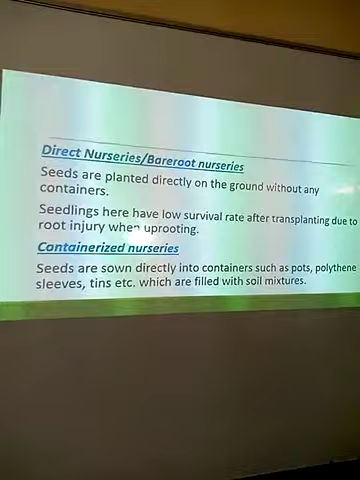 Direct Nurseries/Bareroot nurseries
Seeds are planted directly on the ground without any
containers.
Seedlings here have low survival rate after transplanting due to
root injury when uprooting.
Containerized nurseries
Seeds are sown directly into containers such as pots, polythene
sleeves, tins etc. which are filled with soil mixtures.